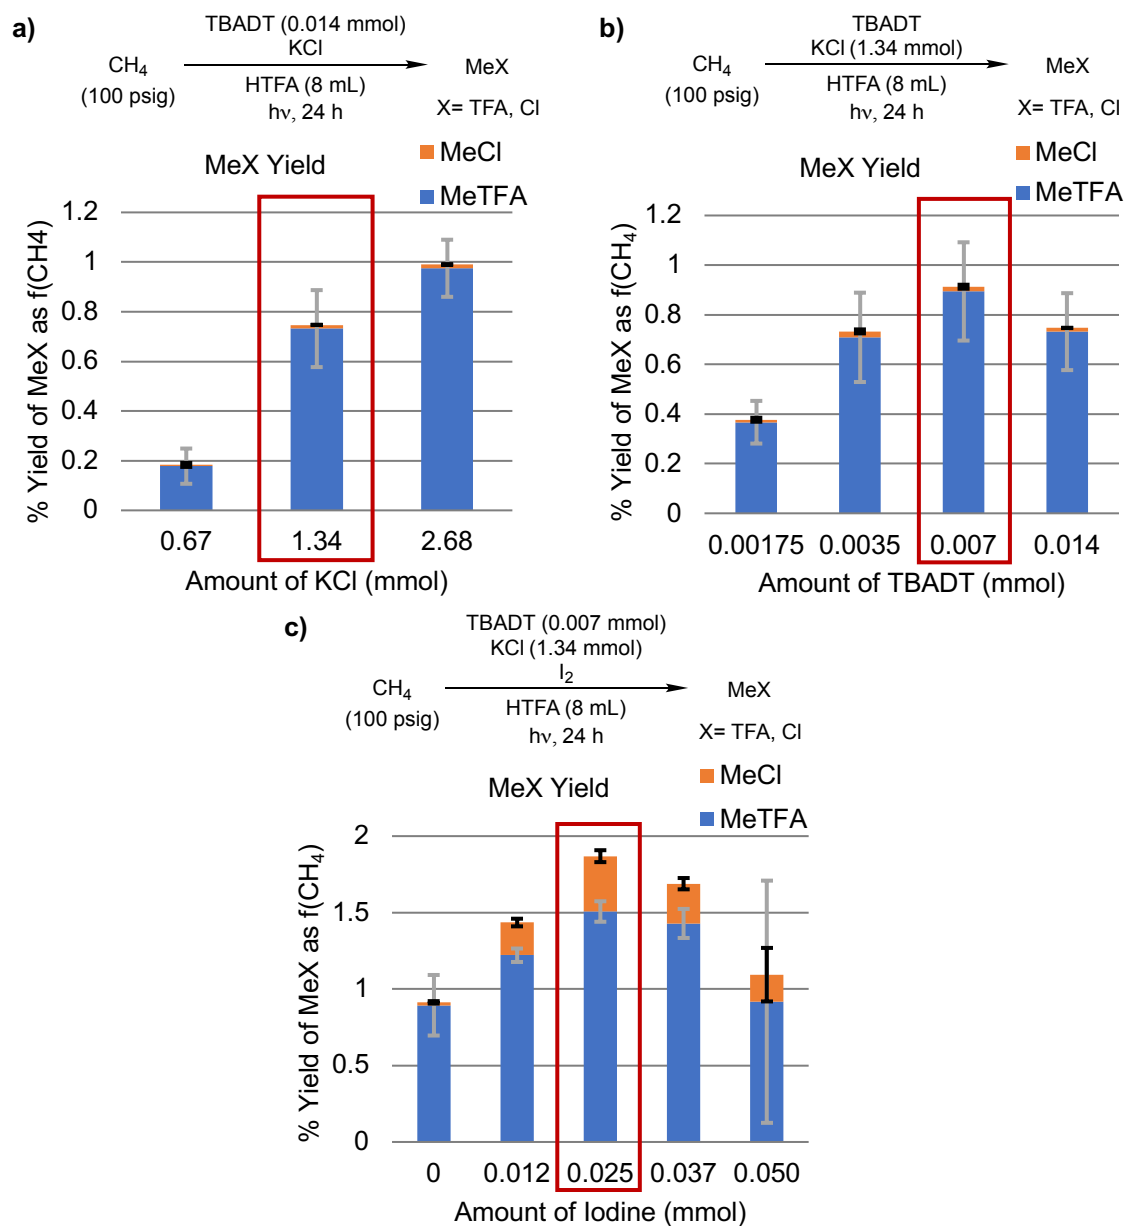 a)
TBADT (0.014 mmol)
KCl
CH₄
(100 psig)
HTFA (8 mL)
hν, 24 h
MeX
X= TFA, Cl
MeX Yield
MeCl
MeTFA
% Yield of MeX as f(CH4)
1.2
1
0.8
0.6
0.4
0.2
0
0.67 1.34 2.68
Amount of KCl (mmol)
b)
TBADT
KCl (1.34 mmol)
CH₄
(100 psig)
HTFA (8 mL)
hν, 24 h
MeX
X= TFA, Cl
MeX Yield
MeCl
MeTFA
% Yield of MeX as f(CH₄)
1.2
1
0.8
0.6
0.4
0.2
0
0.00175 0.0035 0.007 0.014
Amount of TBADT (mmol)
c)
TBADT (0.007 mmol)
KCl (1.34 mmol)
I₂
CH₄
(100 psig)
HTFA (8 mL)
hν, 24 h
MeX
X= TFA, Cl
MeX Yield
MeCl
MeTFA
% Yield of MeX as f(CH₄)
2
1.5
1
0.5
0
0 0.012 0.025 0.037 0.050
Amount of Iodine (mmol)